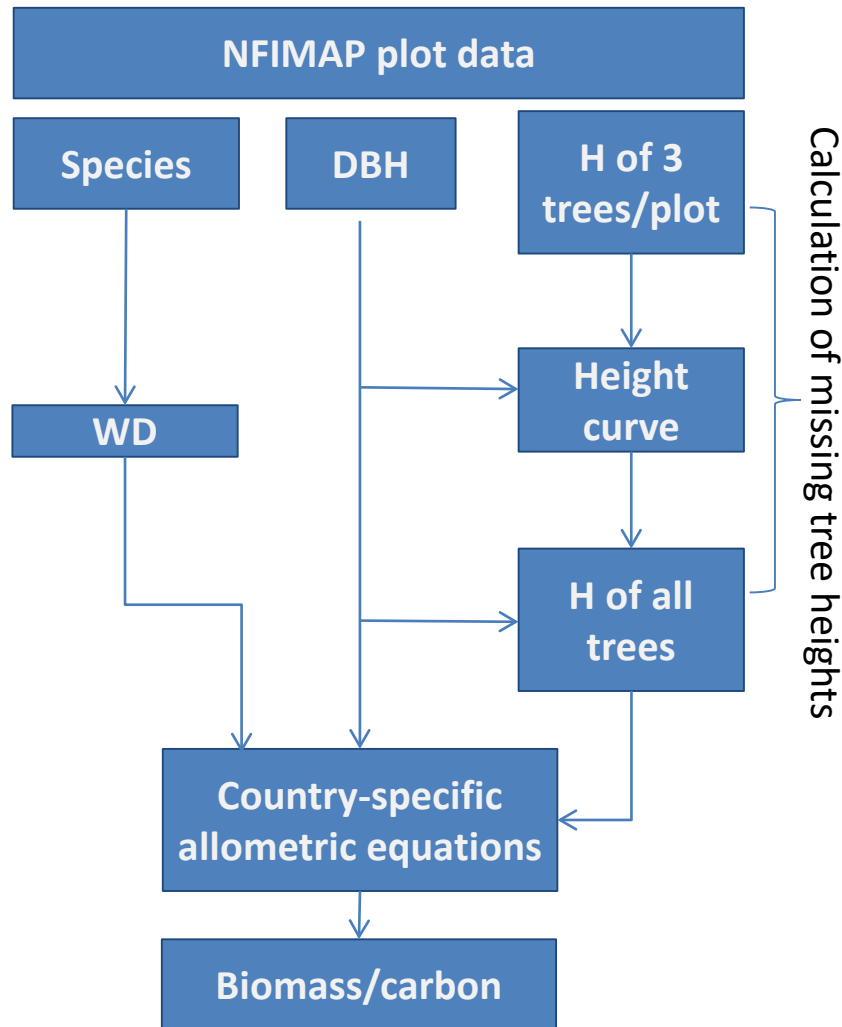 NFIMAP plot data
Species
DBH
H of 3
trees/plot
Calculation of missing tree heights
Height
curve
WD
H of all
trees
Country-specific
allometric equations
Biomass/carbon